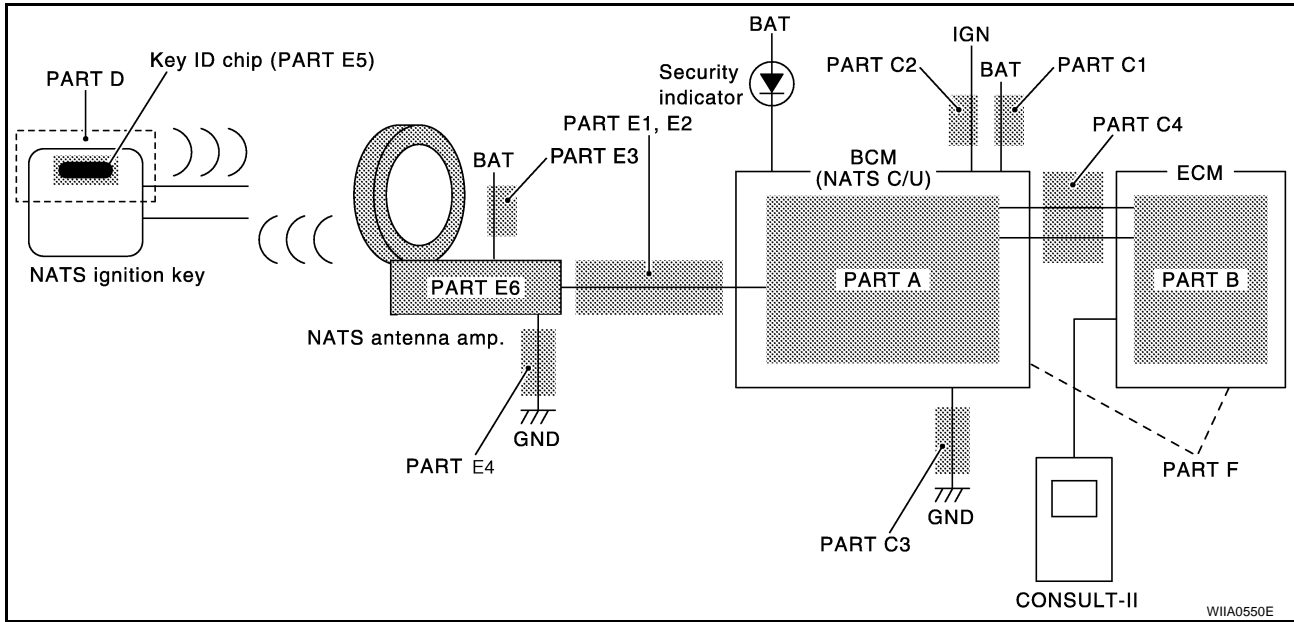 PART D
Key ID chip (PART E5)
NATS ignition key
BAT
PART E1, E2
PART E3
PART E6
NATS antenna amp.
PART E4
GND
BAT
Security
indicator
PART C2
IGN
BAT
PART C1
PART C4
BCM
(NATS C/U)
ECM
PART A
PART B
PART C3
GND
PART F
CONSULT-II
WIIA0550E